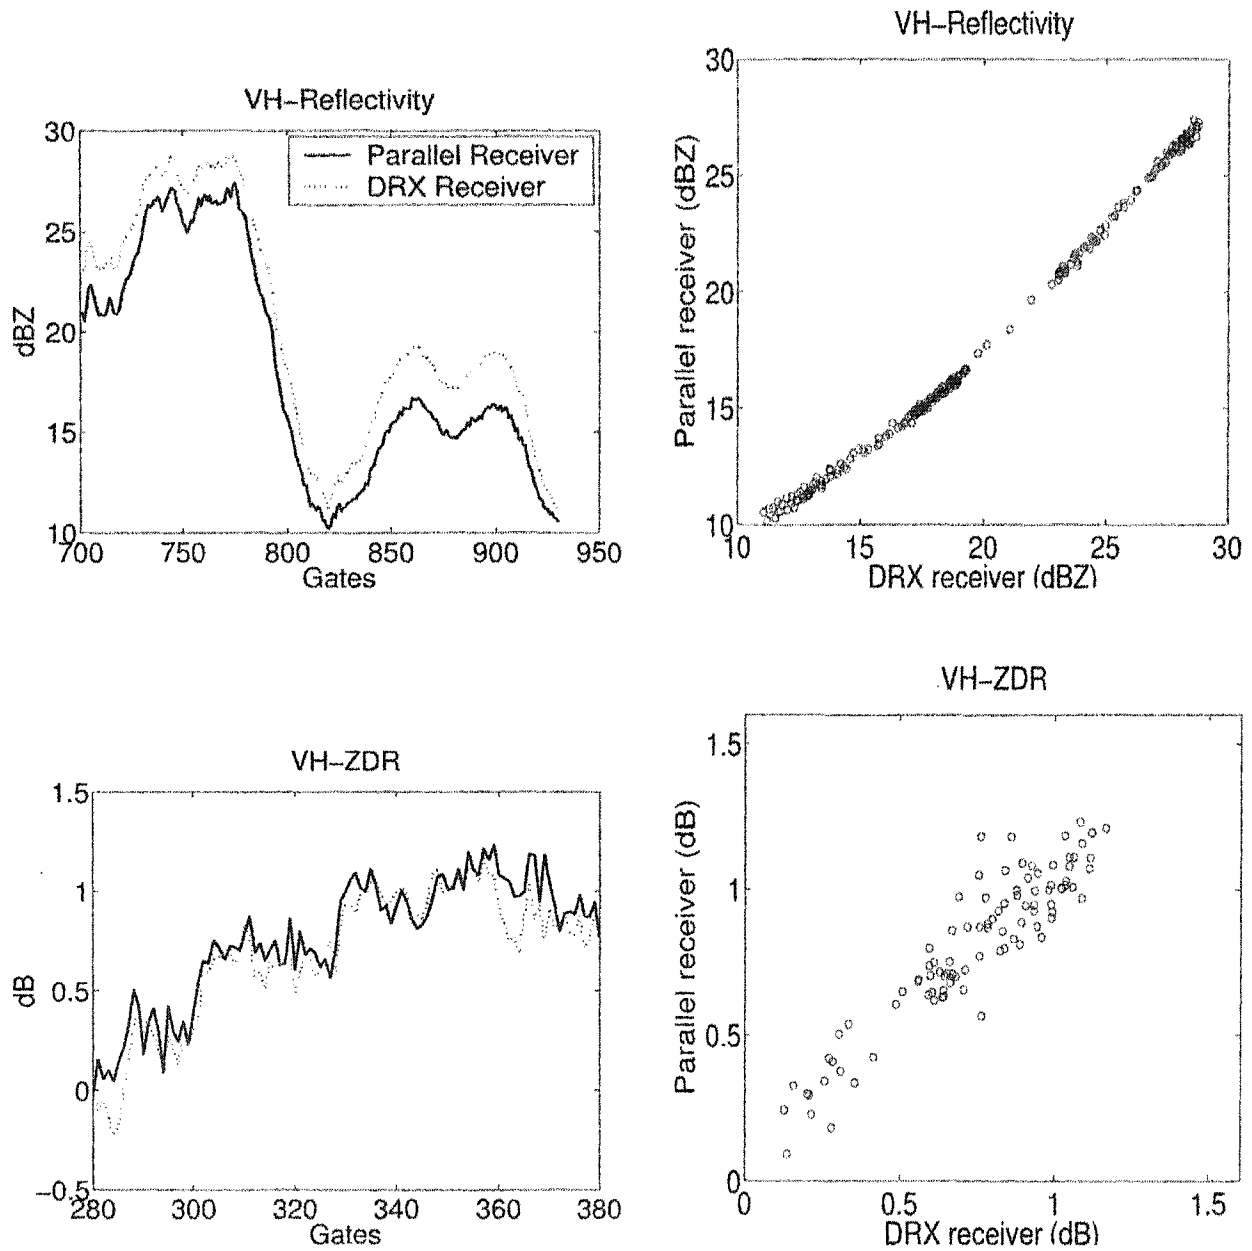 VH-Reflectivity
30
25
20
15
10
dBZ
700 750 800 850 900 950
Gates
Parallel Receiver
DRX Receiver
VH-Reflectivity
30
25
20
15
10
Parallel receiver (dBZ)
10 15 20 25 30
DRX receiver (dBZ)
VH-ZDR
1.5
1
0.5
0
-0.5
dB
280 300 320 340 360 380
Gates
VH-ZDR
1.5
1
0.5
0
Parallel receiver (dB)
0 0.5 1 1.5
DRX receiver (dB)